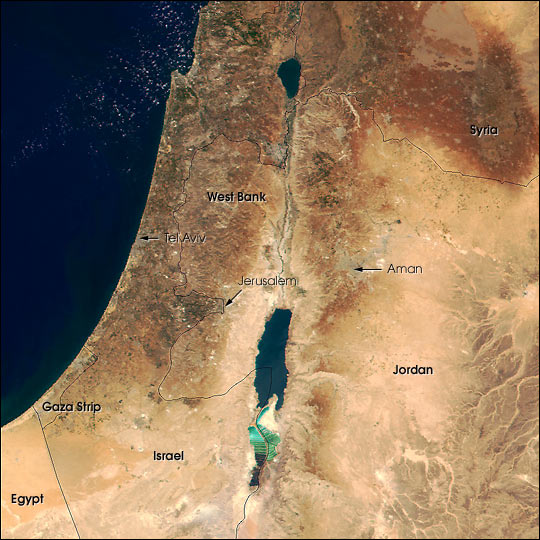 Syria
West Bank
Tel Aviv
Aman
Jerusalem
Jordan
Gaza Strip
Israel
Egypt